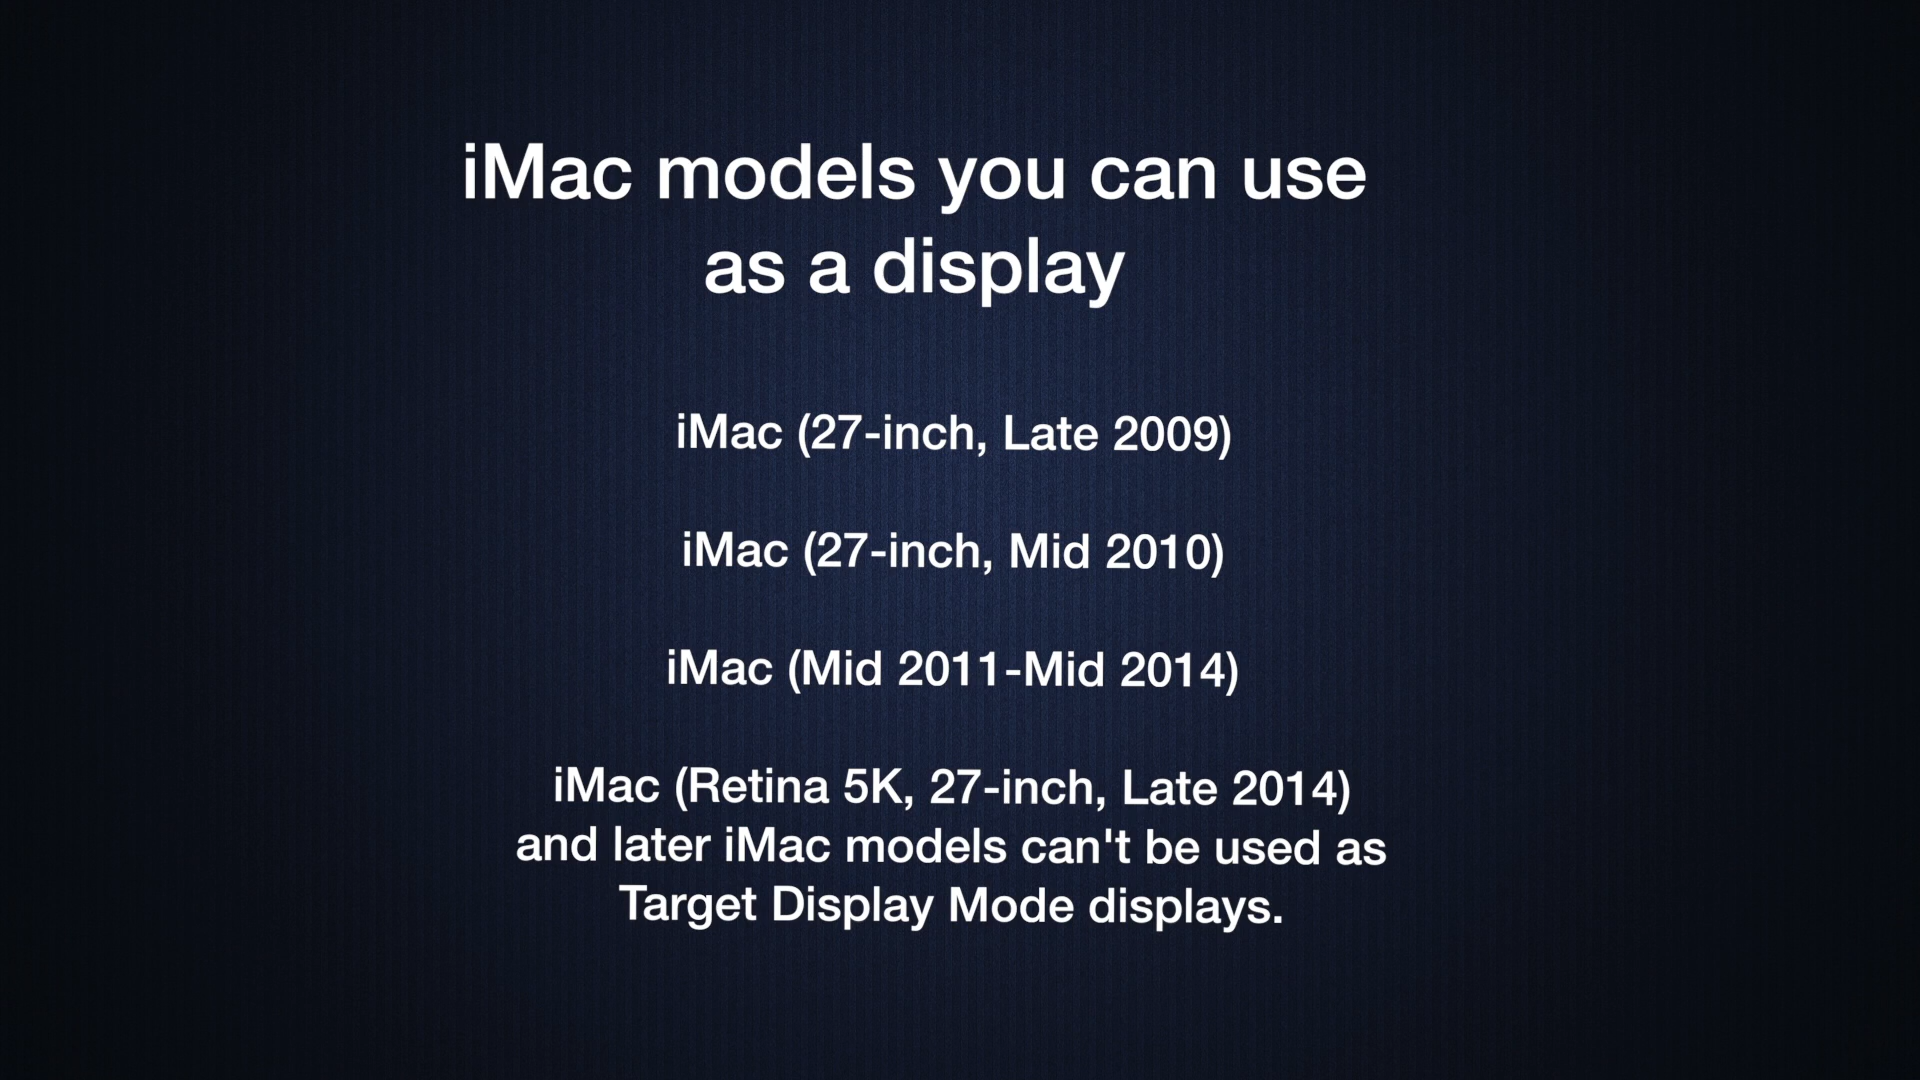 iMac models you can use
as a display
iMac (27-inch, Late 2009)
iMac (27-inch, Mid 2010)
iMac (Mid 2011-Mid 2014)
iMac (Retina 5K, 27-inch, Late 2014)
and later iMac models can't be used as
Target Display Mode displays.